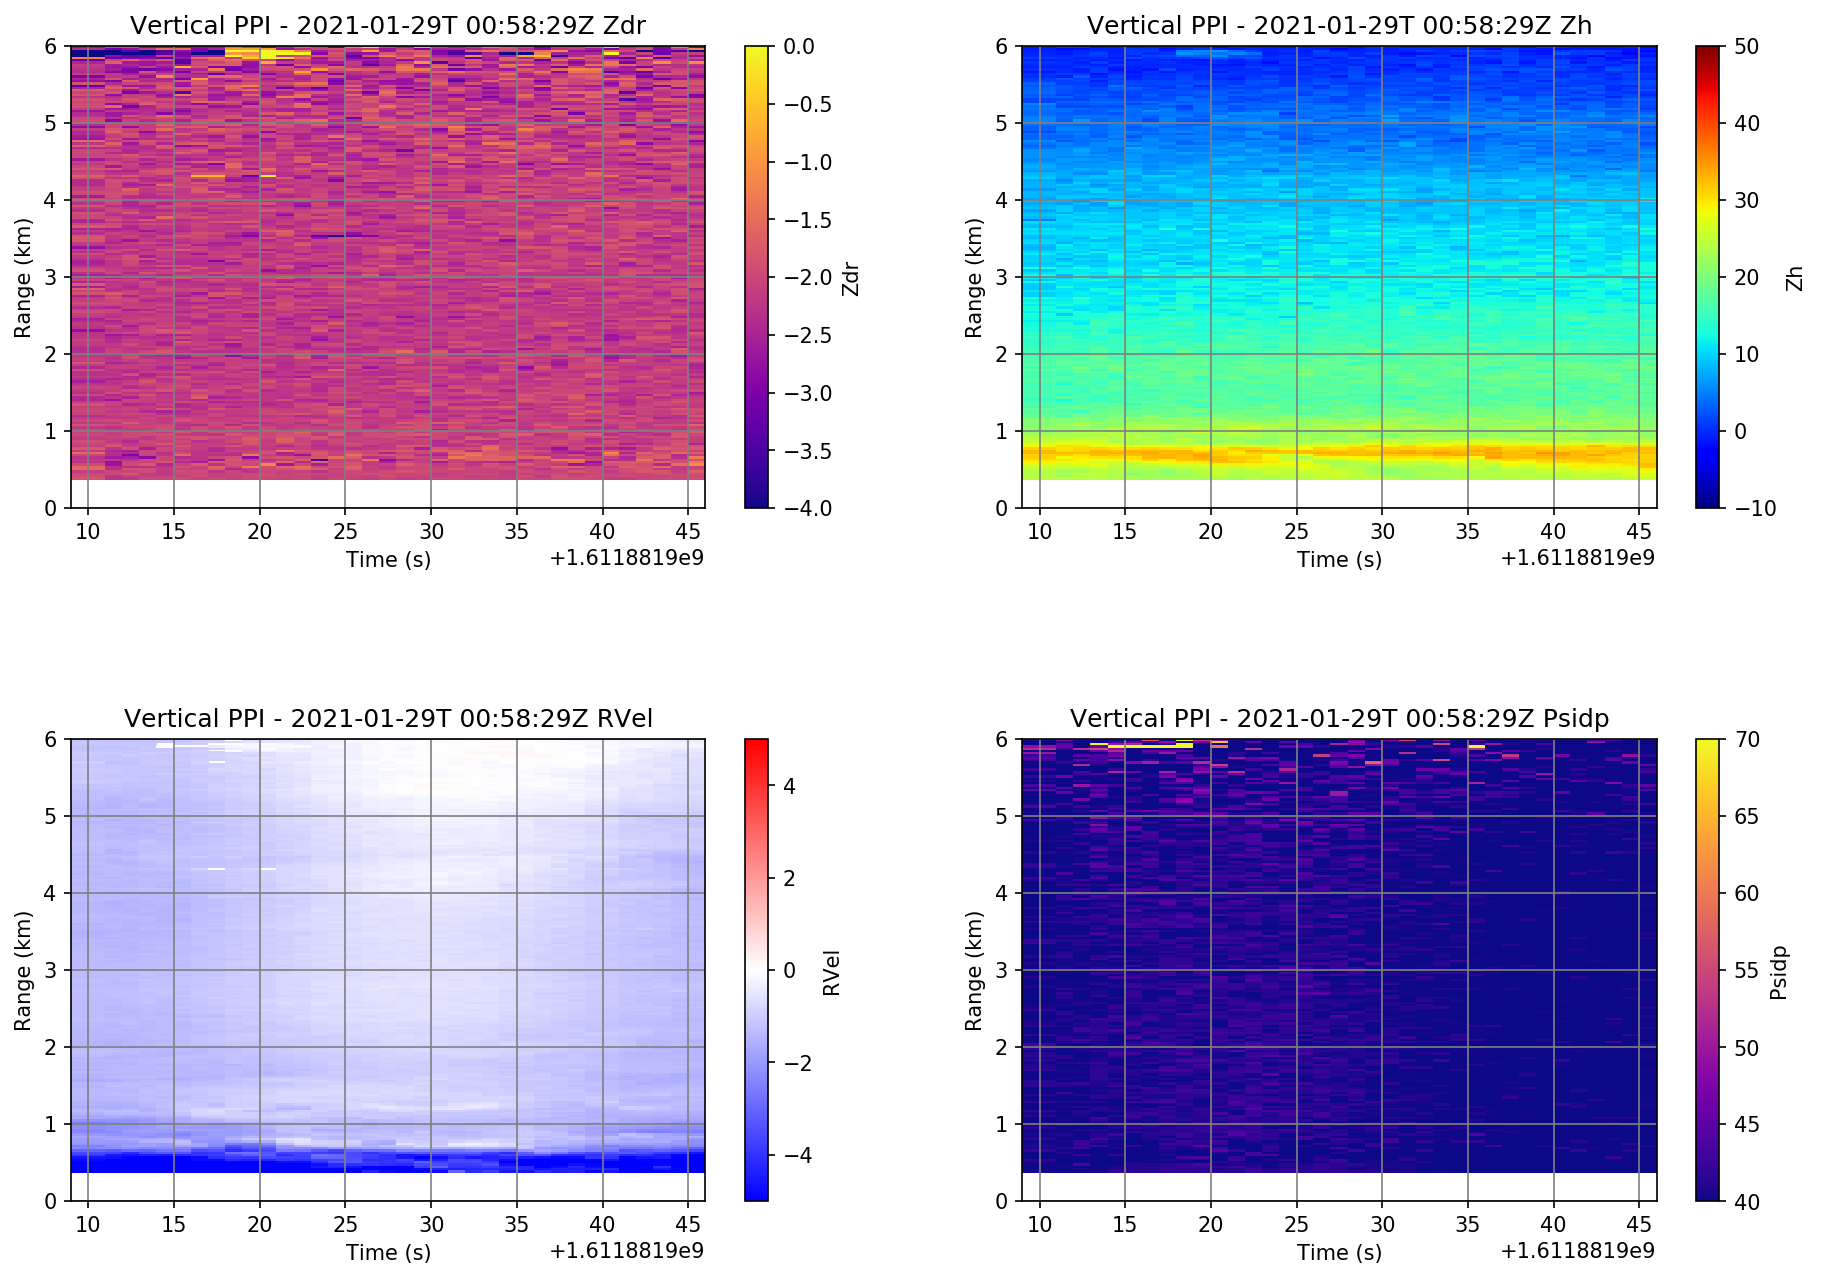 Vertical PPI - 2021-01-29T 00:58:29Z Zdr
6
5
4
3
2
1
0
Range (km)
10 15 20 25 30 35 40 45
Time (s)
+1.6118819e9
0.0
−0.5
−1.0
−1.5
−2.0
−2.5
−3.0
−3.5
−4.0
Zdr
Vertical PPI - 2021-01-29T 00:58:29Z Zh
6
5
4
3
2
1
0
Range (km)
10 15 20 25 30 35 40 45
Time (s)
+1.6118819e9
50
40
30
20
10
0
−10
Zh
Vertical PPI - 2021-01-29T 00:58:29Z RVel
6
5
4
3
2
1
0
Range (km)
10 15 20 25 30 35 40 45
Time (s)
+1.6118819e9
4
2
0
−2
−4
RVel
Vertical PPI - 2021-01-29T 00:58:29Z Psidp
6
5
4
3
2
1
0
Range (km)
10 15 20 25 30 35 40 45
Time (s)
+1.6118819e9
70
65
60
55
50
45
40
Psidp